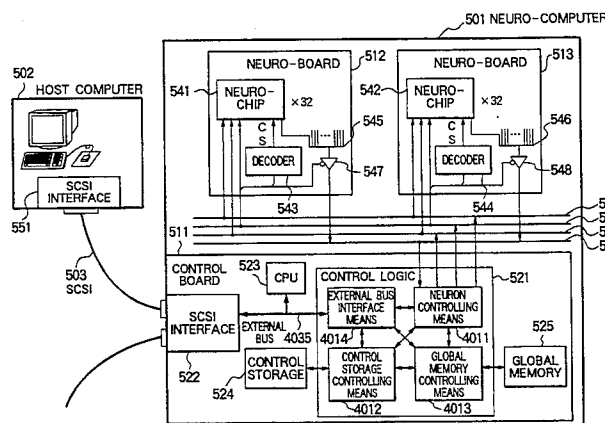 501 NEURO-COMPUTER
502
HOST COMPUTER
SCSI
INTERFACE
551
503
SCSI
NEURO-BOARD
512
541
NEURO-
CHIP
×32
C
S
545
DECODER
547
543
NEURO-BOARD
513
542
NEURO-
CHIP
×32
C
S
546
DECODER
548
544
511
CONTROL
BOARD
523
CPU
CONTROL LOGIC
521
SCSI
INTERFACE
522
EXTERNAL
BUS
4035
EXTERNAL BUS
INTERFACE
MEANS
4014
NEURON
CONTROLLING
MEANS
4011
525
CONTROL
STORAGE
524
CONTROL
STORAGE
CONTROLLING
MEANS
4012
GLOBAL
MEMORY
CONTROLLING
MEANS
4013
GLOBAL
MEMORY